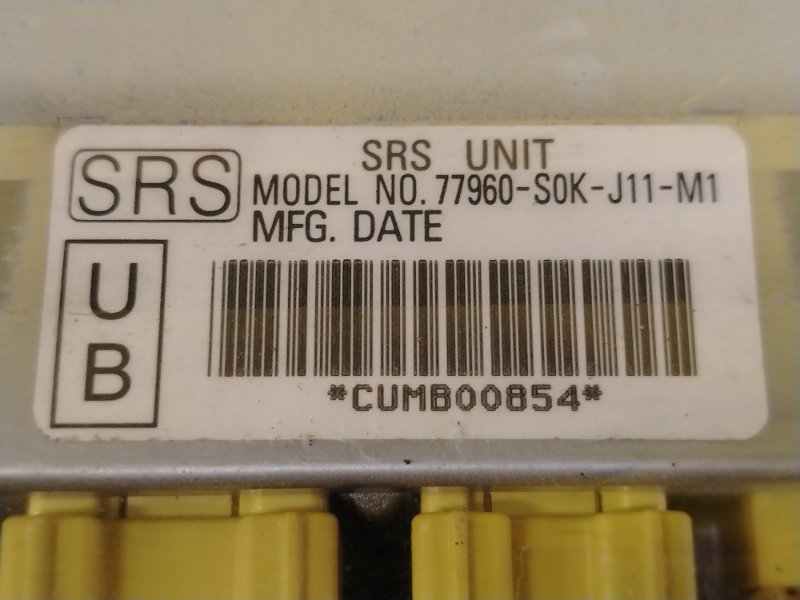 SRS
SRS UNIT
MODEL NO. 77960-S0K-J11-M1
MFG. DATE
U
B
*CUMB00854*